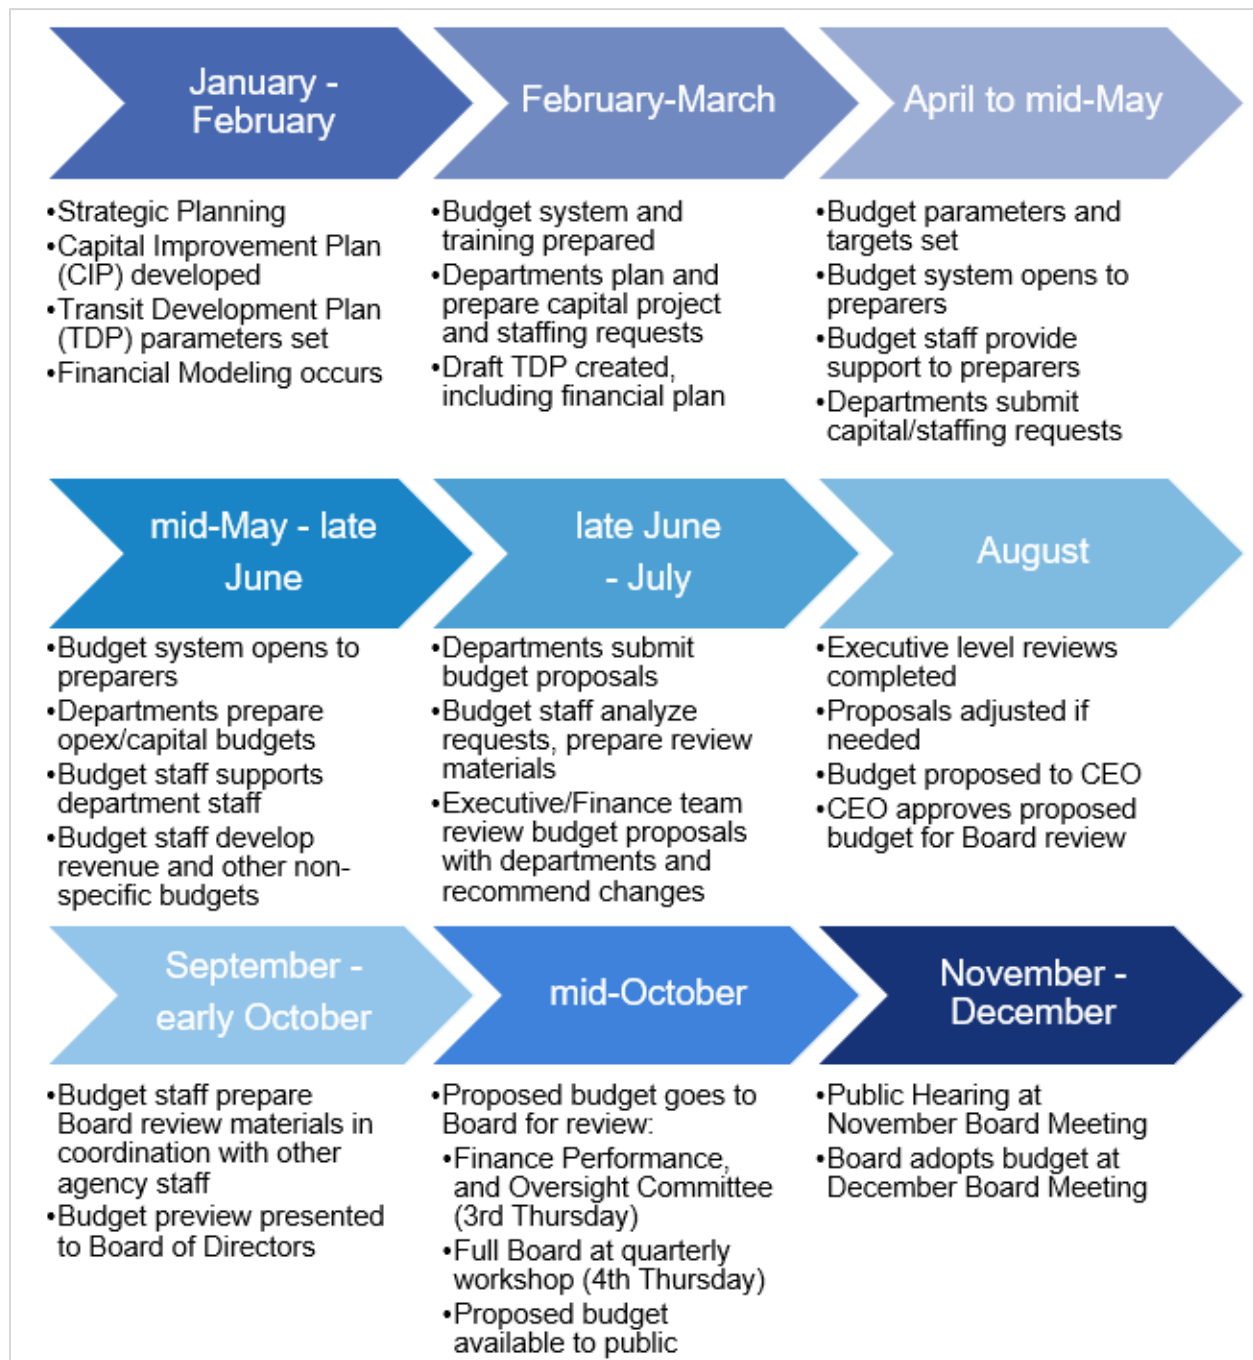 January -
February
•Strategic Planning
•Capital Improvement Plan
(CIP) developed
•Transit Development Plan
(TDP) parameters set
•Financial Modeling occurs
February-March
•Budget system and
training prepared
•Departments plan and
prepare capital project
and staffing requests
•Draft TDP created,
including financial plan
April to mid-May
•Budget parameters and
targets set
•Budget system opens to
preparers
•Budget staff provide
support to preparers
•Departments submit
capital/staffing requests
mid-May - late
June
•Budget system opens to
preparers
•Departments prepare
opex/capital budgets
•Budget staff supports
department staff
•Budget staff develop
revenue and other non-
specific budgets
late June
- July
•Departments submit
budget proposals
•Budget staff analyze
requests, prepare review
materials
•Executive/Finance team
review budget proposals
with departments and
recommend changes
August
•Executive level reviews
completed
•Proposals adjusted if
needed
•Budget proposed to CEO
•CEO approves proposed
budget for Board review
September -
early October
•Budget staff prepare
Board review materials in
coordination with other
agency staff
•Budget preview presented
to Board of Directors
mid-October
•Proposed budget goes to
Board for review:
•Finance Performance,
and Oversight Committee
(3rd Thursday)
•Full Board at quarterly
workshop (4th Thursday)
•Proposed budget
available to public
November -
December
•Public Hearing at
November Board Meeting
•Board adopts budget at
December Board Meeting